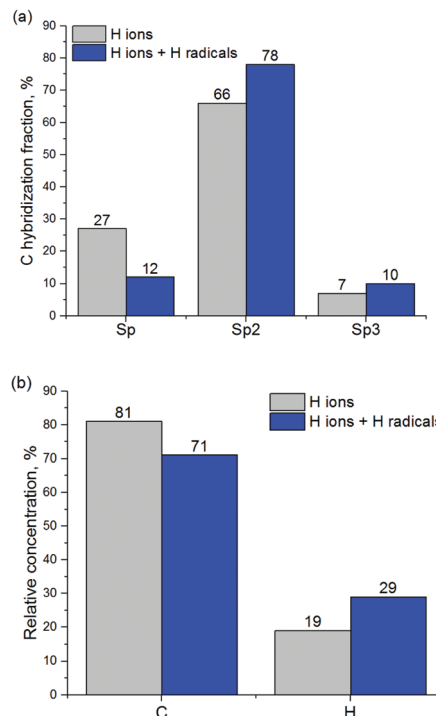 (a)
H ions
H ions + H radicals
C hybridization fraction, %
90
80
70
60
50
40
30
20
10
0
27
12
66
78
7
10
Sp
Sp2
Sp3
(b)
H ions
H ions + H radicals
Relative concentration, %
90
80
70
60
50
40
30
20
10
0
81
71
19
29
C
H